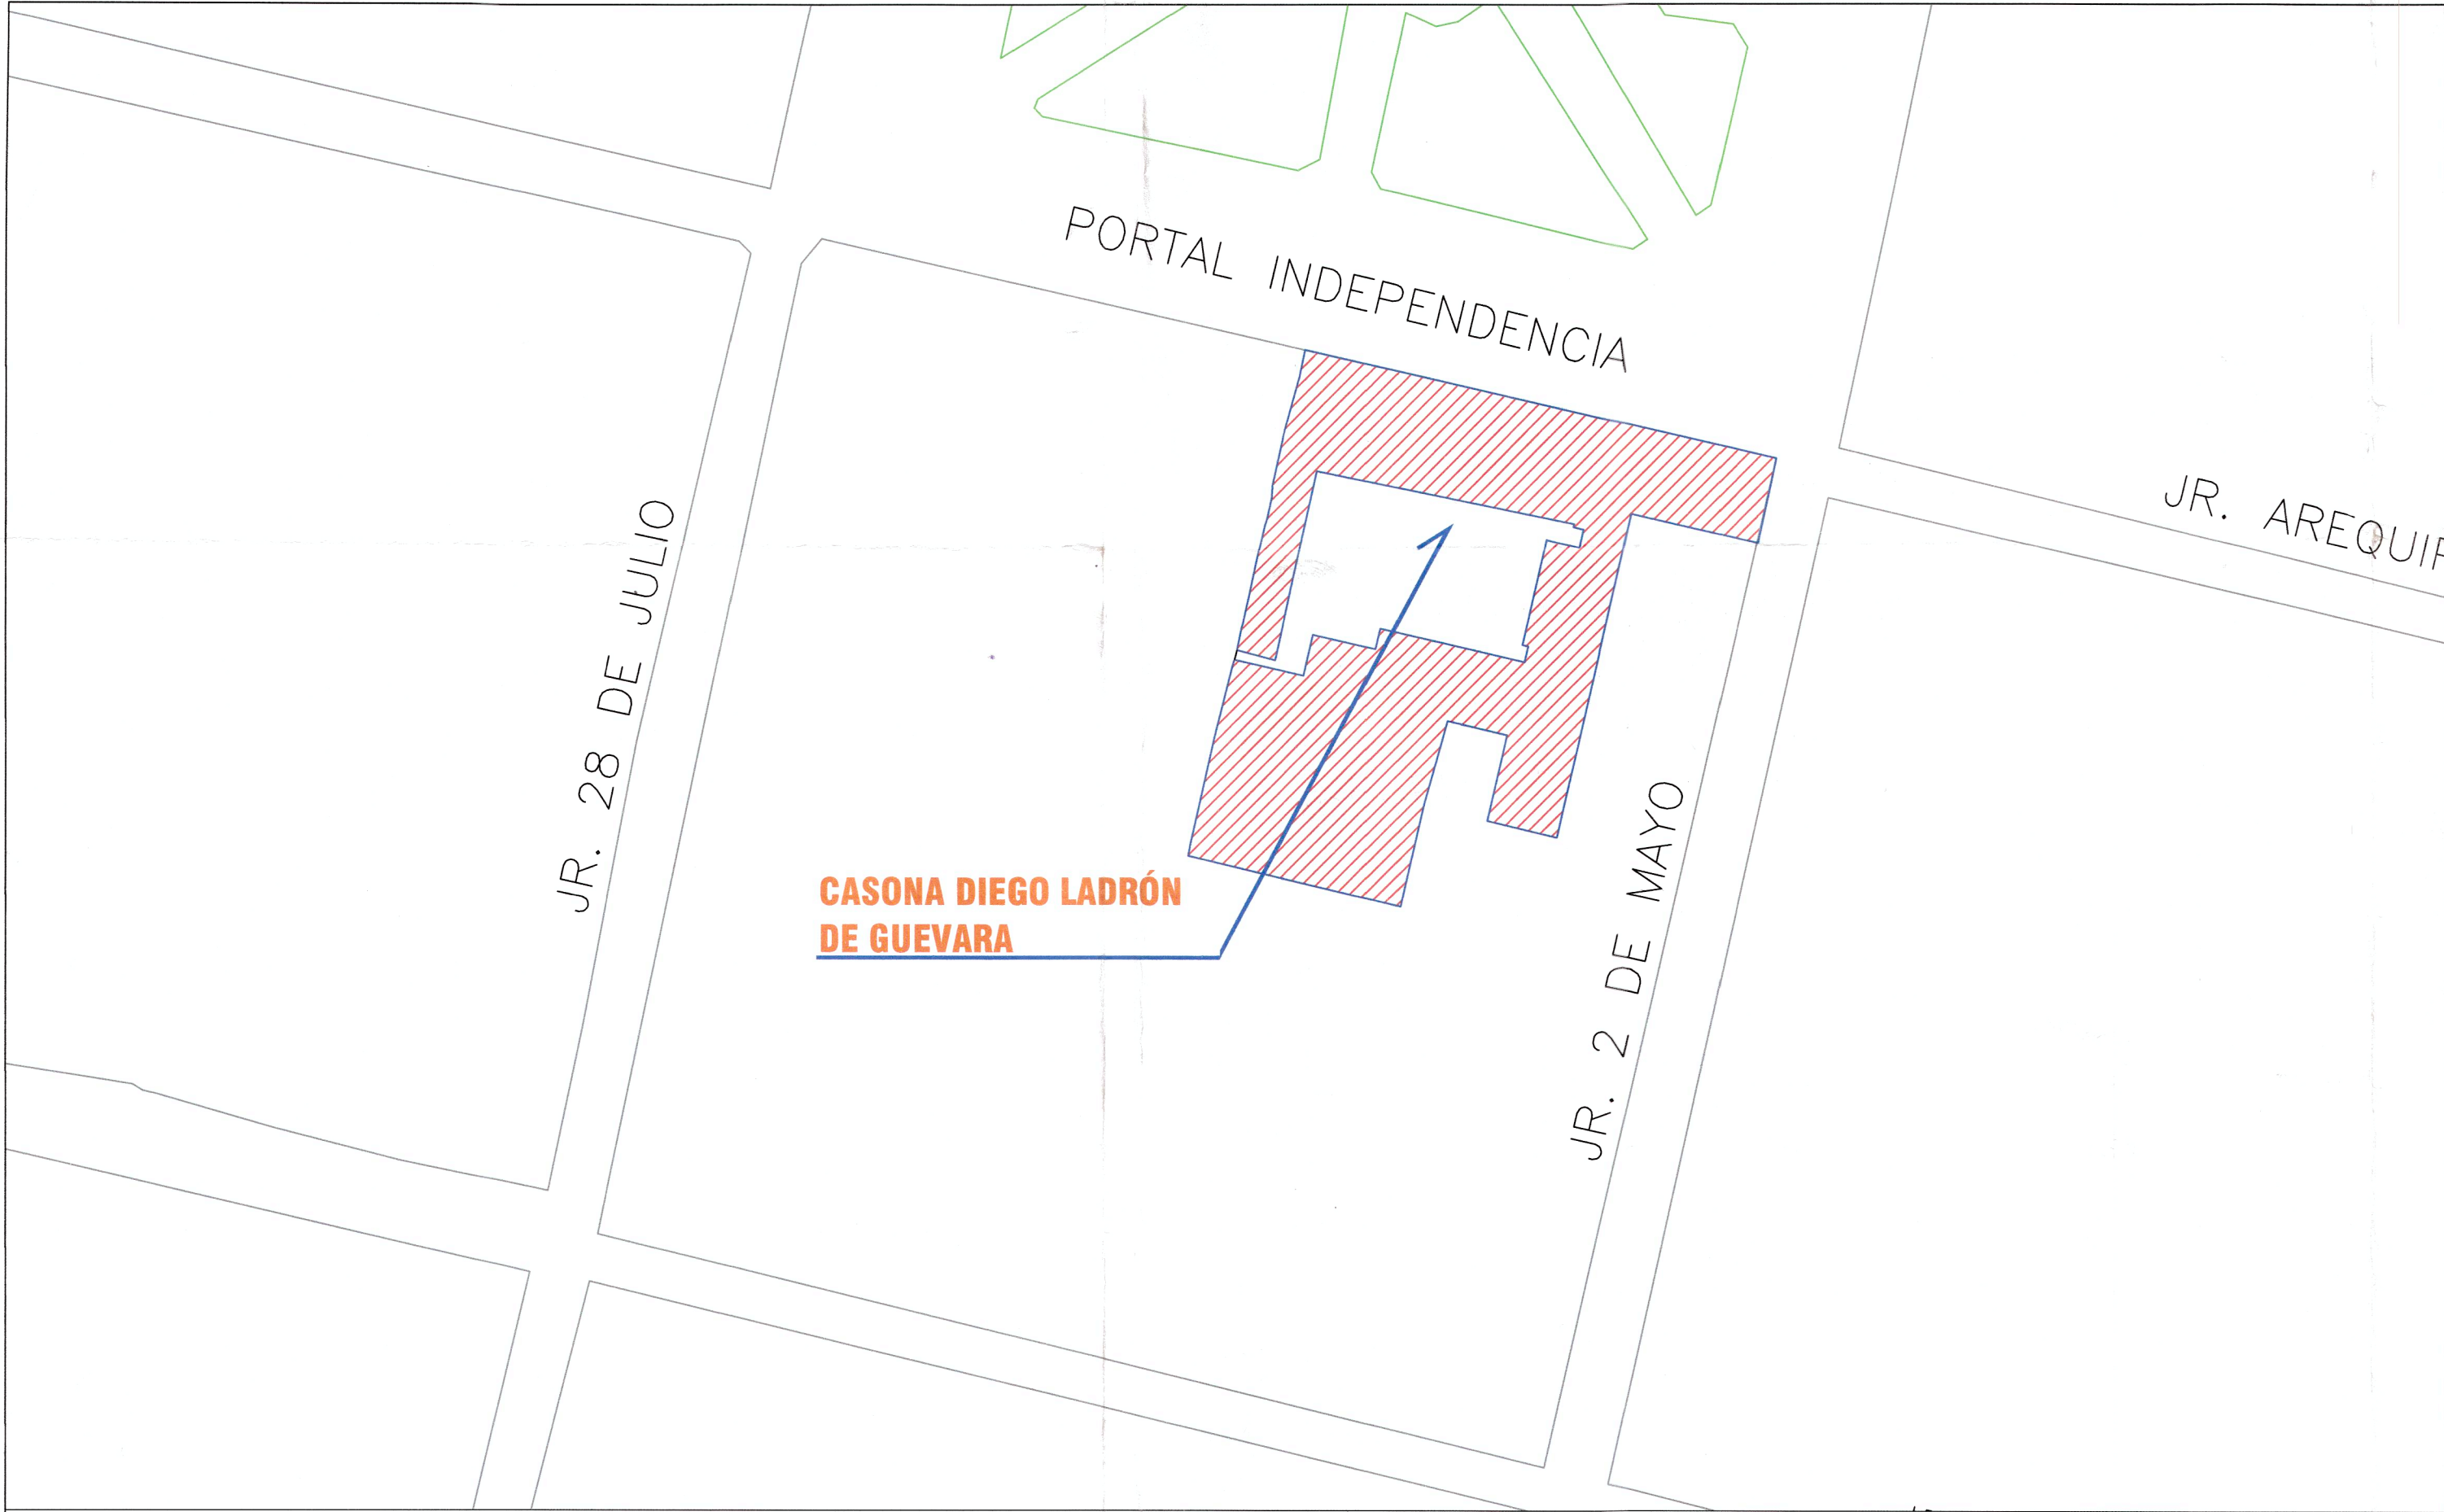 PORTAL INDEPENDENCIA
JR. AREQUIP
JR. 28 DE JULIO
CASONA DIEGO LADRÓN
DE GUEVARA
JR. 2 DE MAYO